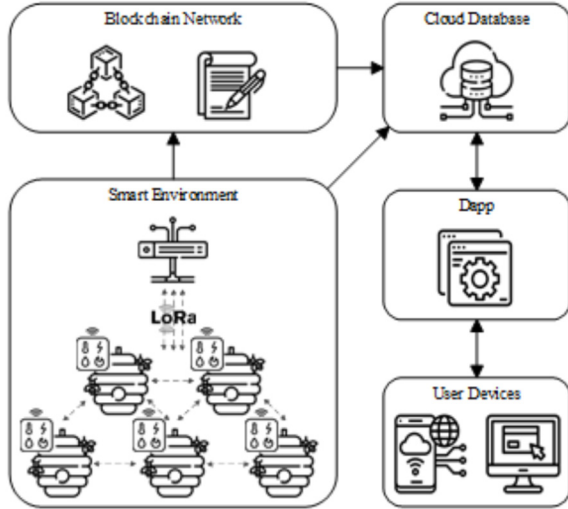 Blockchain Network
Cloud Database
Smart Environment
LoRa
Dapp
User Devices